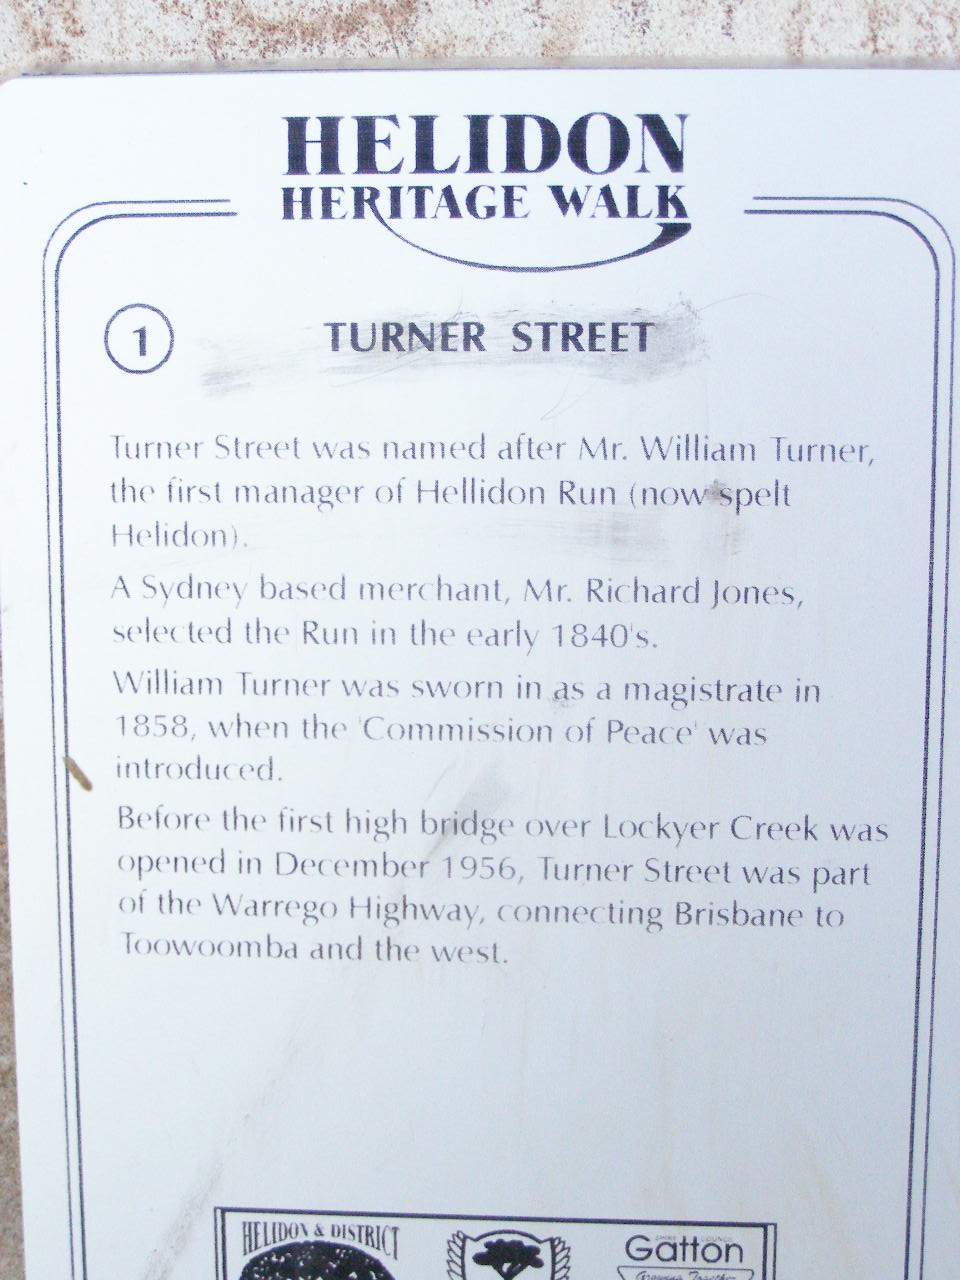 HELIDON
HERITAGE WALK
1
TURNER STREET
Turner Street was named after Mr. William Turner,
the first manager of Hellidon Run (now spelt
Helidon).
A Sydney based merchant, Mr. Richard Jones,
selected the Run in the early 1840's.
William Turner was sworn in as a magistrate in
1858, when the 'Commission of Peace' was
introduced.
Before the first high bridge over Lockyer Creek was
opened in December 1956, Turner Street was part
of the Warrego Highway, connecting Brisbane to
Toowoomba and the west.
HELIDON & DISTRICT
SHIRE COUNCIL
Gatton
Growing Together